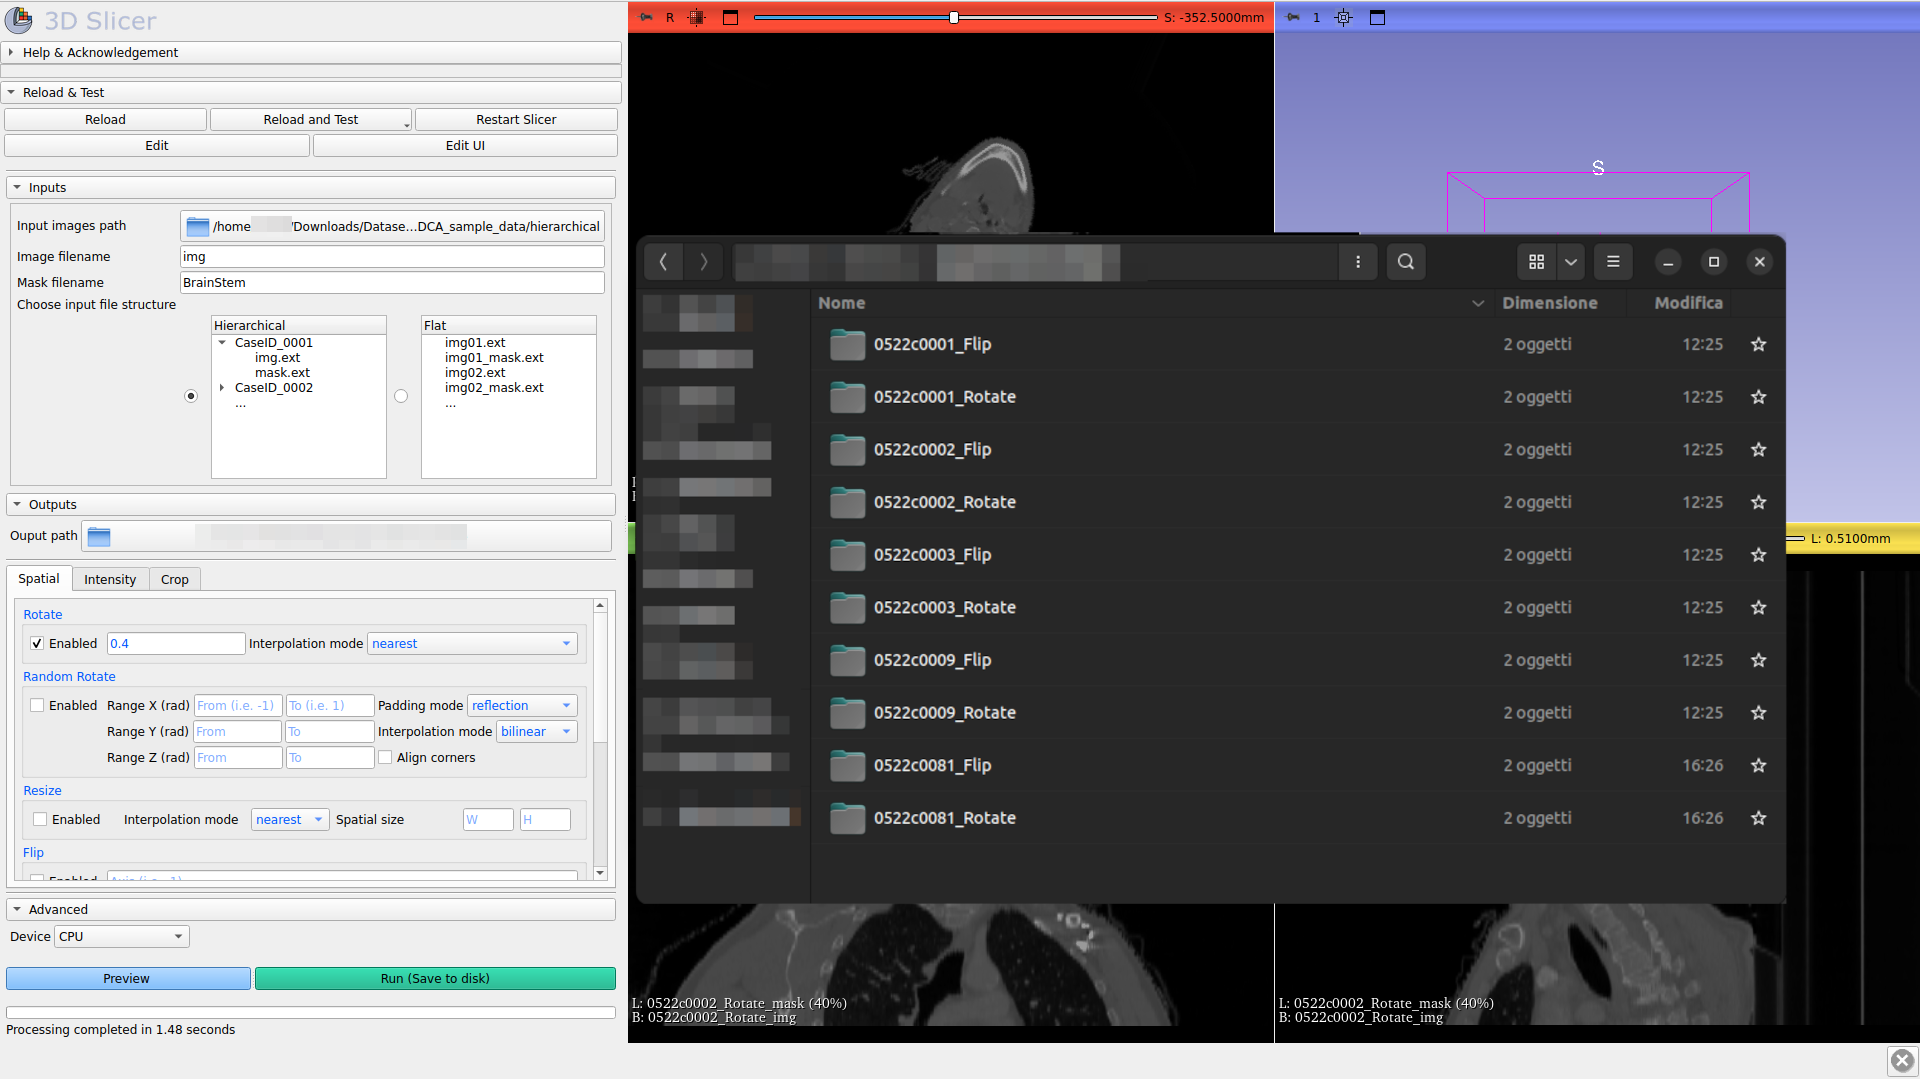 3D Slicer
Help & Acknowledgement
Reload & Test
Reload
Reload and Test
Restart Slicer
Edit
Edit UI
Inputs
Input images path
/home
/Downloads/Datase...DCA_sample_data/hierarchical
Image filename
img
Mask filename
BrainStem
Choose input file structure
Hierarchical
CaseID_0001
img.ext
mask.ext
CaseID_0002
...
Flat
img01.ext
img01_mask.ext
img02.ext
img02_mask.ext
...
Outputs
Ouput path
Spatial
Intensity
Crop
Rotate
Enabled
0.4
Interpolation mode
nearest
Random Rotate
Enabled
Range X (rad)
From (i.e. -1)
To (i.e. 1)
Padding mode
reflection
Range Y (rad)
From
To
Interpolation mode
bilinear
Range Z (rad)
From
To
Align corners
Resize
Enabled
Interpolation mode
nearest
Spatial size
W
H
Flip
Enabled
Advanced
Device
CPU
Preview
Run (Save to disk)
Processing completed in 1.48 seconds
R
S: -352.5000mm
1
S
Nome
Dimensione
Modifica
0522c0001_Flip
2 oggetti
12:25
0522c0001_Rotate
2 oggetti
12:25
0522c0002_Flip
2 oggetti
12:25
0522c0002_Rotate
2 oggetti
12:25
0522c0003_Flip
2 oggetti
12:25
0522c0003_Rotate
2 oggetti
12:25
0522c0009_Flip
2 oggetti
12:25
0522c0009_Rotate
2 oggetti
12:25
0522c0081_Flip
2 oggetti
16:26
0522c0081_Rotate
2 oggetti
16:26
L: 0.5100mm
L: 0522c0002_Rotate_mask (40%)
B: 0522c0002_Rotate_img
L: 0522c0002_Rotate_mask (40%)
B: 0522c0002_Rotate_img